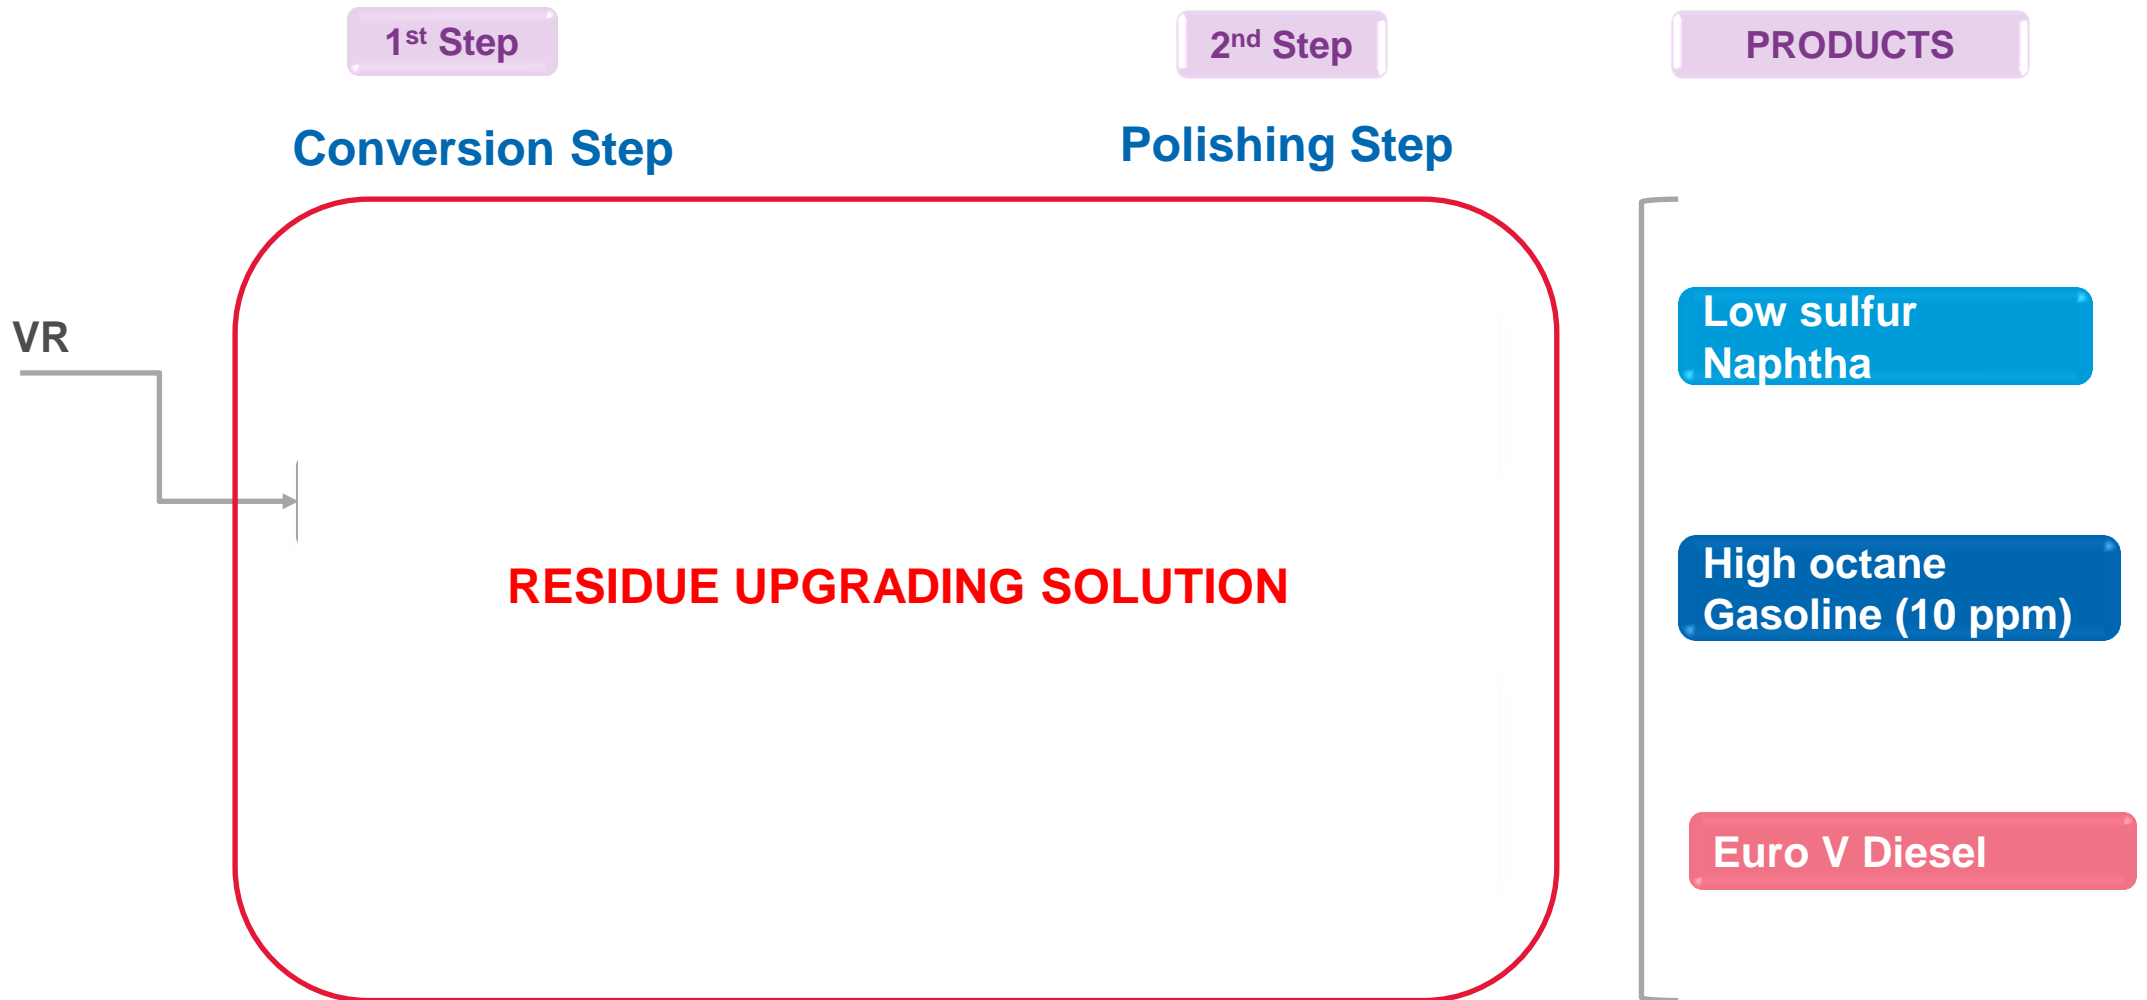 1st Step
2nd Step
PRODUCTS
Conversion Step
Polishing Step
VR
RESIDUE UPGRADING SOLUTION
Low sulfur
Naphtha
High octane
Gasoline (10 ppm)
Euro V Diesel